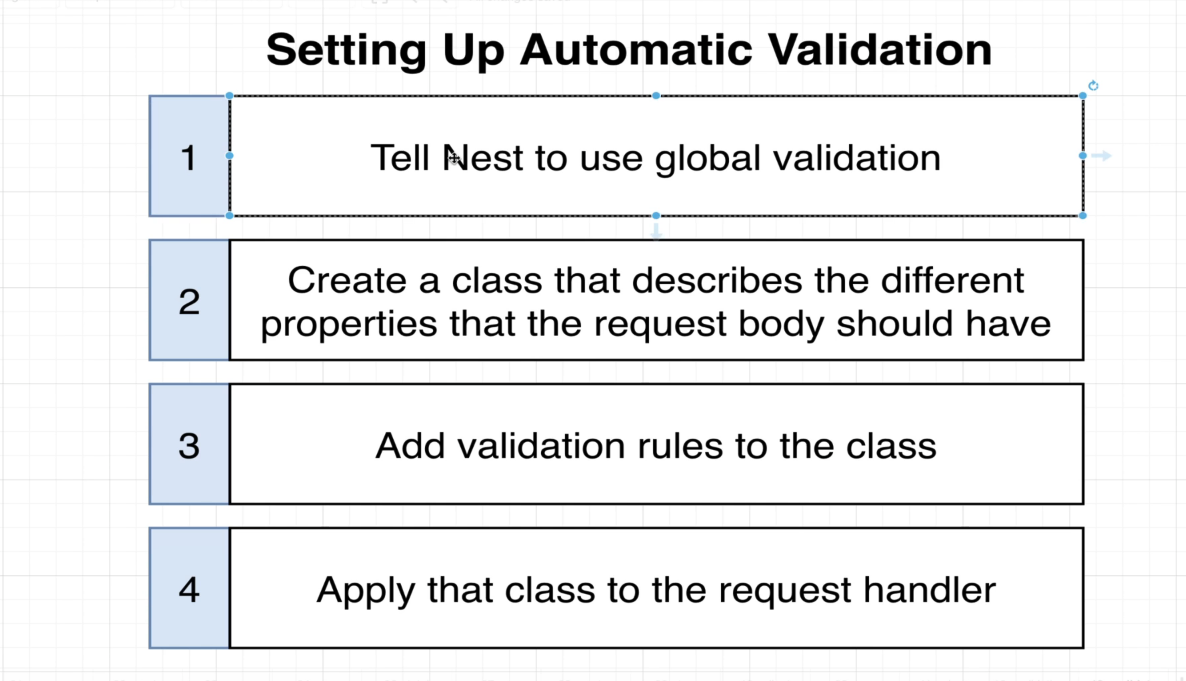 Setting Up Automatic Validation
1
Tell Nest to use global validation
2
Create a class that describes the different
properties that the request body should have
3
Add validation rules to the class
4
Apply that class to the request handler